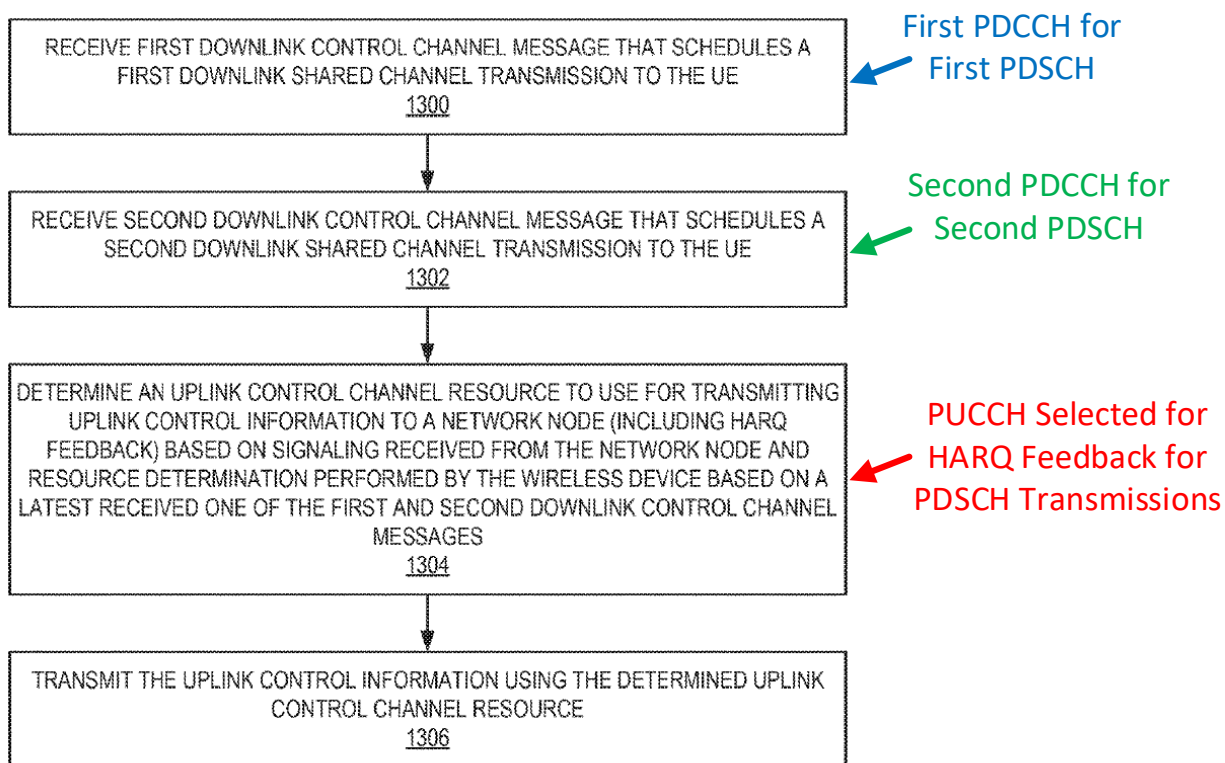 RECEIVE FIRST DOWNLINK CONTROL CHANNEL MESSAGE THAT SCHEDULES A
FIRST DOWNLINK SHARED CHANNEL TRANSMISSION TO THE UE
1300
First PDCCH for
First PDSCH
RECEIVE SECOND DOWNLINK CONTROL CHANNEL MESSAGE THAT SCHEDULES A
SECOND DOWNLINK SHARED CHANNEL TRANSMISSION TO THE UE
1302
Second PDCCH for
Second PDSCH
DETERMINE AN UPLINK CONTROL CHANNEL RESOURCE TO USE FOR TRANSMITTING
UPLINK CONTROL INFORMATION TO A NETWORK NODE (INCLUDING HARQ
FEEDBACK) BASED ON SIGNALING RECEIVED FROM THE NETWORK NODE AND
RESOURCE DETERMINATION PERFORMED BY THE WIRELESS DEVICE BASED ON A
LATEST RECEIVED ONE OF THE FIRST AND SECOND DOWNLINK CONTROL CHANNEL
MESSAGES
1304
PUCCH Selected for
HARQ Feedback for
PDSCH Transmissions
TRANSMIT THE UPLINK CONTROL INFORMATION USING THE DETERMINED UPLINK
CONTROL CHANNEL RESOURCE
1306